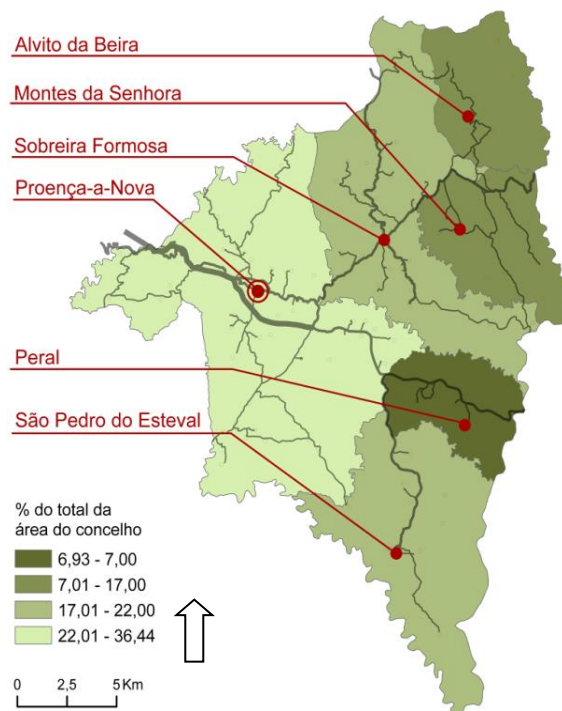 Alvito da Beira
Montes da Senhora
Sobreira Formosa
Proença-a-Nova
Peral
São Pedro do Esteval
% do total da
área do concelho
6,93 - 7,00
7,01 - 17,00
17,01 - 22,00
22,01 - 36,44
0 2,5 5 Km